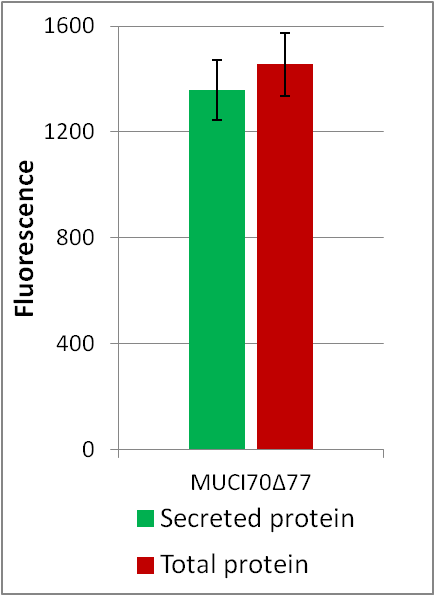 1600
1200
800
400
0
Fluorescence
MUCI70Δ77
Secreted protein
Total protein